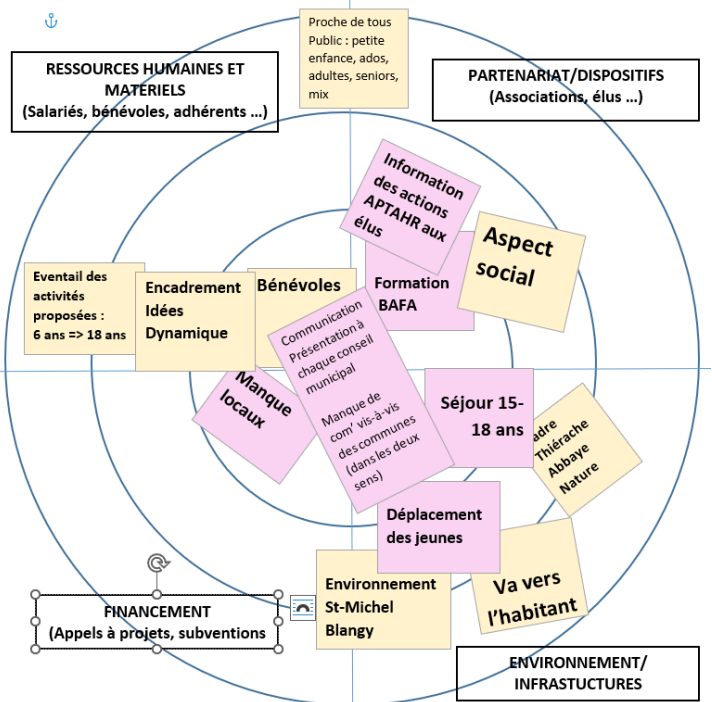 Proche de tous
Public : petite
enfance, ados,
adultes, seniors,
mix
RESSOURCES HUMAINES ET
MATÉRIELS
(Salariés, bénévoles, adhérents …)
PARTENARIAT/DISPOSITIFS
(Associations, élus …)
Information
des actions
APTAHR aux
élus
Aspect
social
Formation
BAFA
Eventail des
activités
proposées :
6 ans => 18 ans
Encadrement
Idées
Dynamique
Bénévoles
Communication
Présentation à
chaque conseil
municipal
Manque de
com’ vis-à-vis
des communes
(dans les deux
sens)
Manque
locaux
Séjour 15-
18 ans
Thiérache
Abbaye
Nature
Déplacement
des jeunes
Environnement
St-Michel
Blangy
Va vers
l’habitant
FINANCEMENT
(Appels à projets, subventions
ENVIRONNEMENT/
INFRASTUCTURES